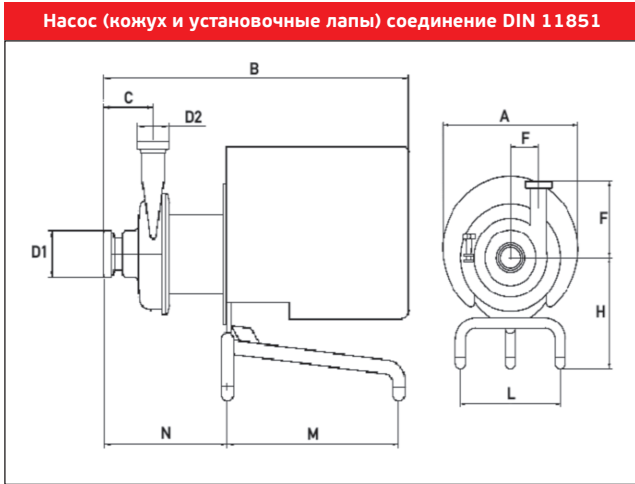 Насос (кожух и установочные лапы) соединение DIN 11851
B
C
D2
A
F
D1
F
H
L
N
M